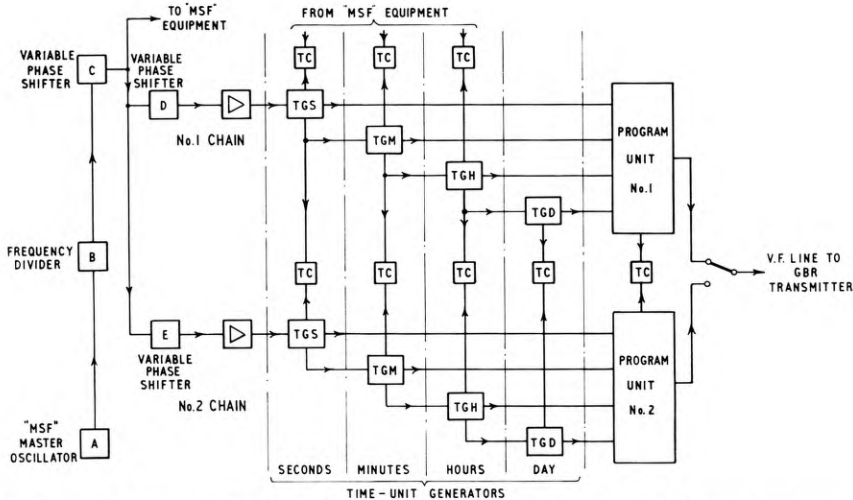 TO "MSF"
EQUIPMENT
FROM "MSF" EQUIPMENT
VARIABLE
PHASE
SHIFTER
C
VARIABLE
PHASE
SHIFTER
D
No.1 CHAIN
TC
TC
TC
TGS
TGM
TGH
TGD
PROGRAM
UNIT
No.1
FREQUENCY
DIVIDER
B
TC
TC
TC
TC
TC
V.F. LINE TO
GBR
TRANSMITTER
E
VARIABLE
PHASE
SHIFTER
No.2 CHAIN
TGS
TGM
TGH
TGD
PROGRAM
UNIT
No.2
"MSF"
MASTER
OSCILLATOR
A
SECONDS
MINUTES
HOURS
DAY
TIME-UNIT GENERATORS